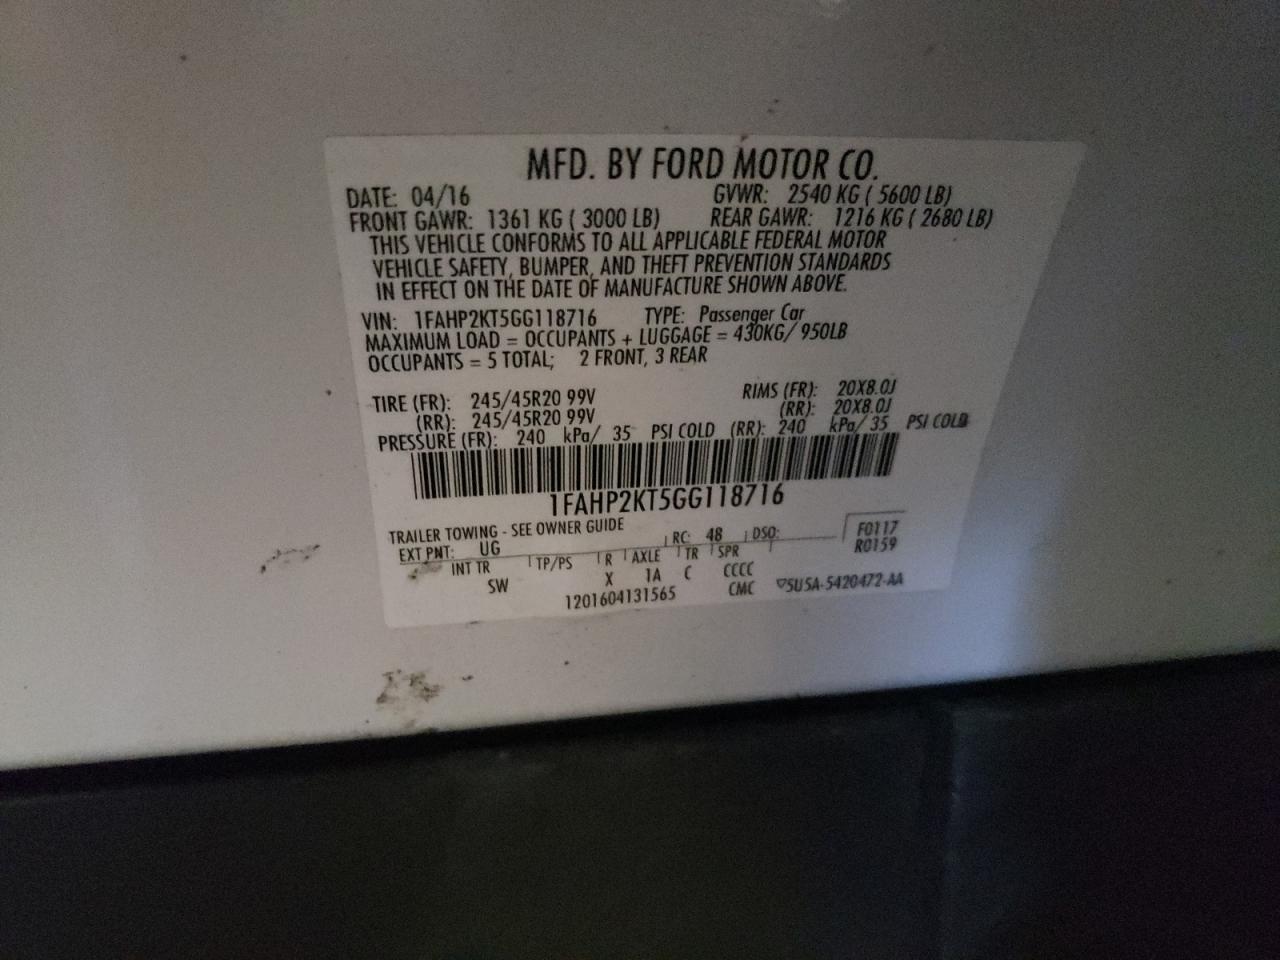 MFD. BY FORD MOTOR CO.
DATE: 04/16 GVWR: 2540 KG ( 5600 LB)
FRONT GAWR: 1361 KG ( 3000 LB) REAR GAWR: 1216 KG ( 2680 LB)
THIS VEHICLE CONFORMS TO ALL APPLICABLE FEDERAL MOTOR
VEHICLE SAFETY, BUMPER, AND THEFT PREVENTION STANDARDS
IN EFFECT ON THE DATE OF MANUFACTURE SHOWN ABOVE.
VIN: 1FAHP2KT5GG118716 TYPE: Passenger Car
MAXIMUM LOAD = OCCUPANTS + LUGGAGE = 430KG/ 950LB
OCCUPANTS = 5 TOTAL; 2 FRONT, 3 REAR
TIRE (FR): 245/45R20 99V RIMS (FR): 20X8.0J
(RR): 245/45R20 99V (RR): 20X8.0J
PRESSURE (FR): 240 kPa/ 35 PSI COLD (RR): 240 kPa/ 35 PSI COLD
1FAHP2KT5GG118716
TRAILER TOWING - SEE OWNER GUIDE
EXT PNT: UG RC: 48 DSO: F0117
R0159
INT TR TP/PS R AXLE TR SPR
SW X 1A C CCCC
1201604131565 CMC ▽5U5A-5420472-AA